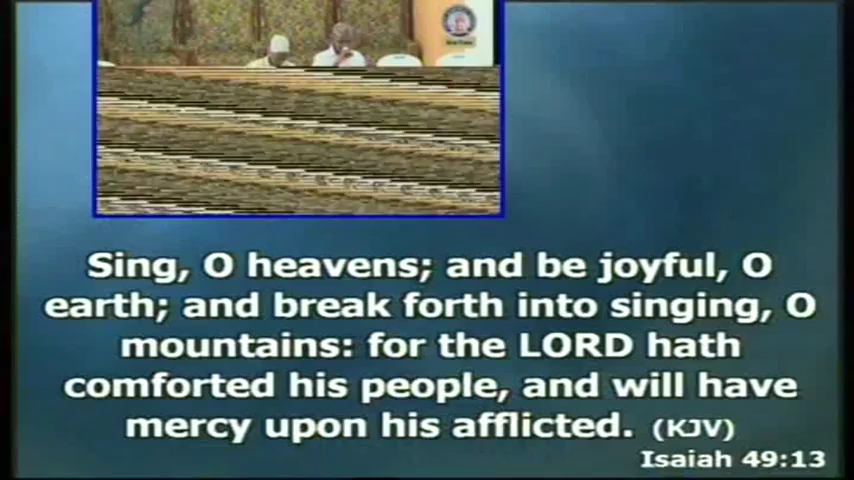 Sing, O heavens; and be joyful, O
earth; and break forth into singing, O
mountains: for the LORD hath
comforted his people, and will have
mercy upon his afflicted. (KJV)
Isaiah 49:13